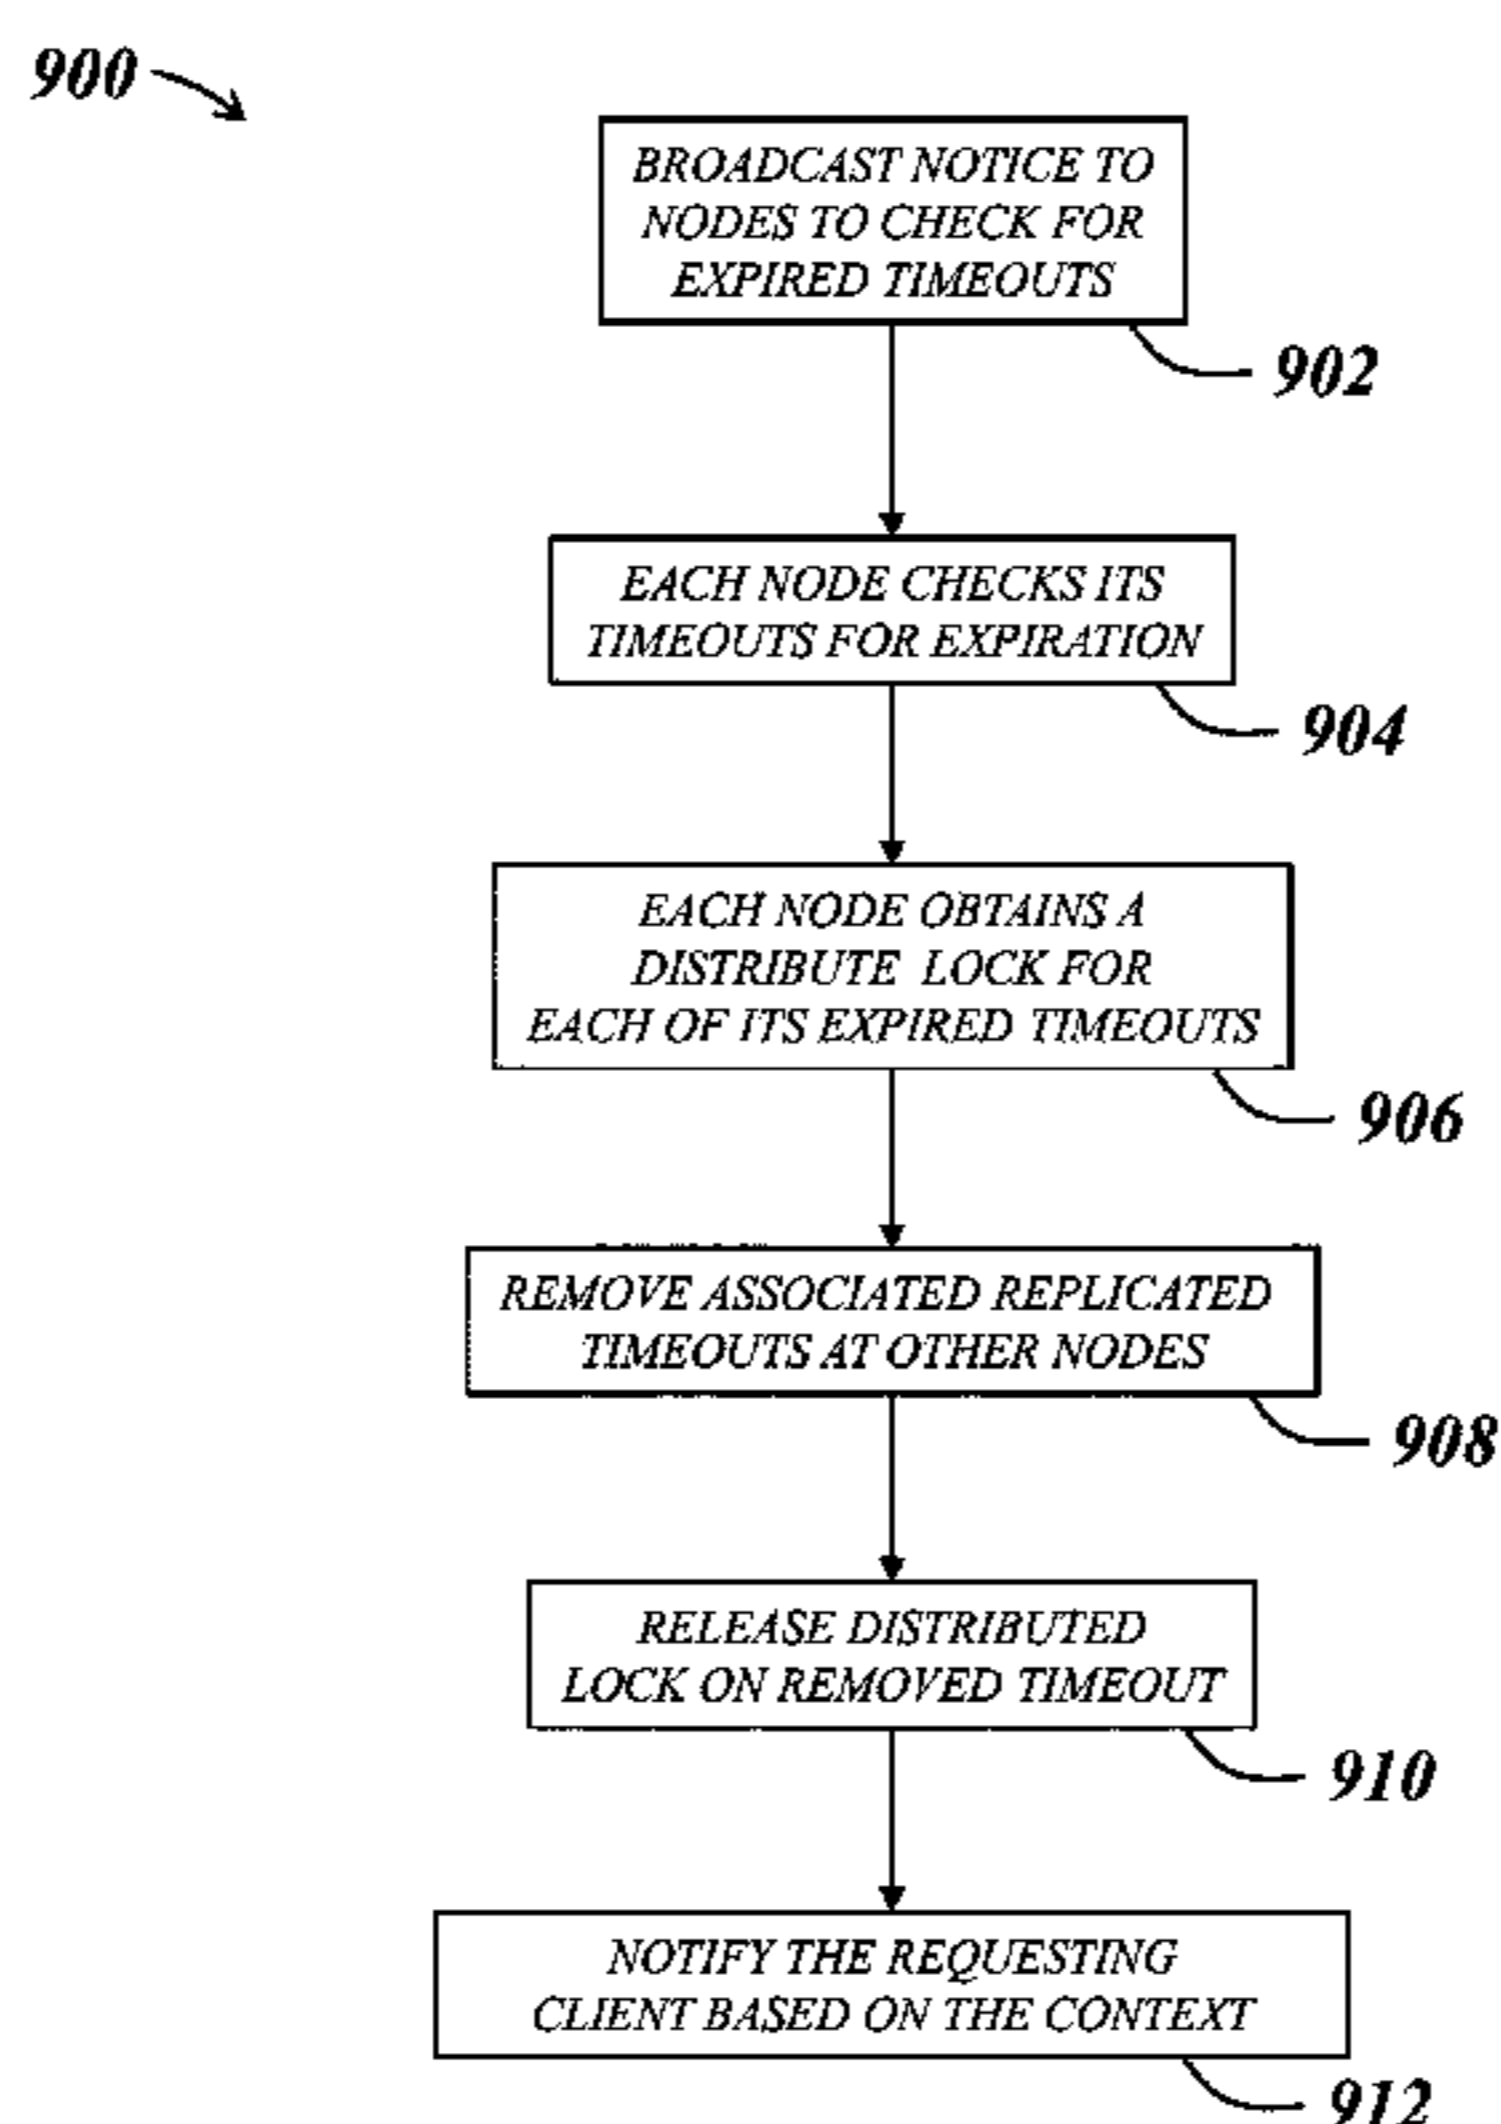 900
BROADCAST NOTICE TO
NODES TO CHECK FOR
EXPIRED TIMEOUTS
902
EACH NODE CHECKS ITS
TIMEOUTS FOR EXPIRATION
904
EACH NODE OBTAINS A
DISTRIBUTE LOCK FOR
EACH OF ITS EXPIRED TIMEOUTS
906
REMOVE ASSOCIATED REPLICATED
TIMEOUTS AT OTHER NODES
908
RELEASE DISTRIBUTED
LOCK ON REMOVED TIMEOUT
910
NOTIFY THE REQUESTING
CLIENT BASED ON THE CONTEXT
912